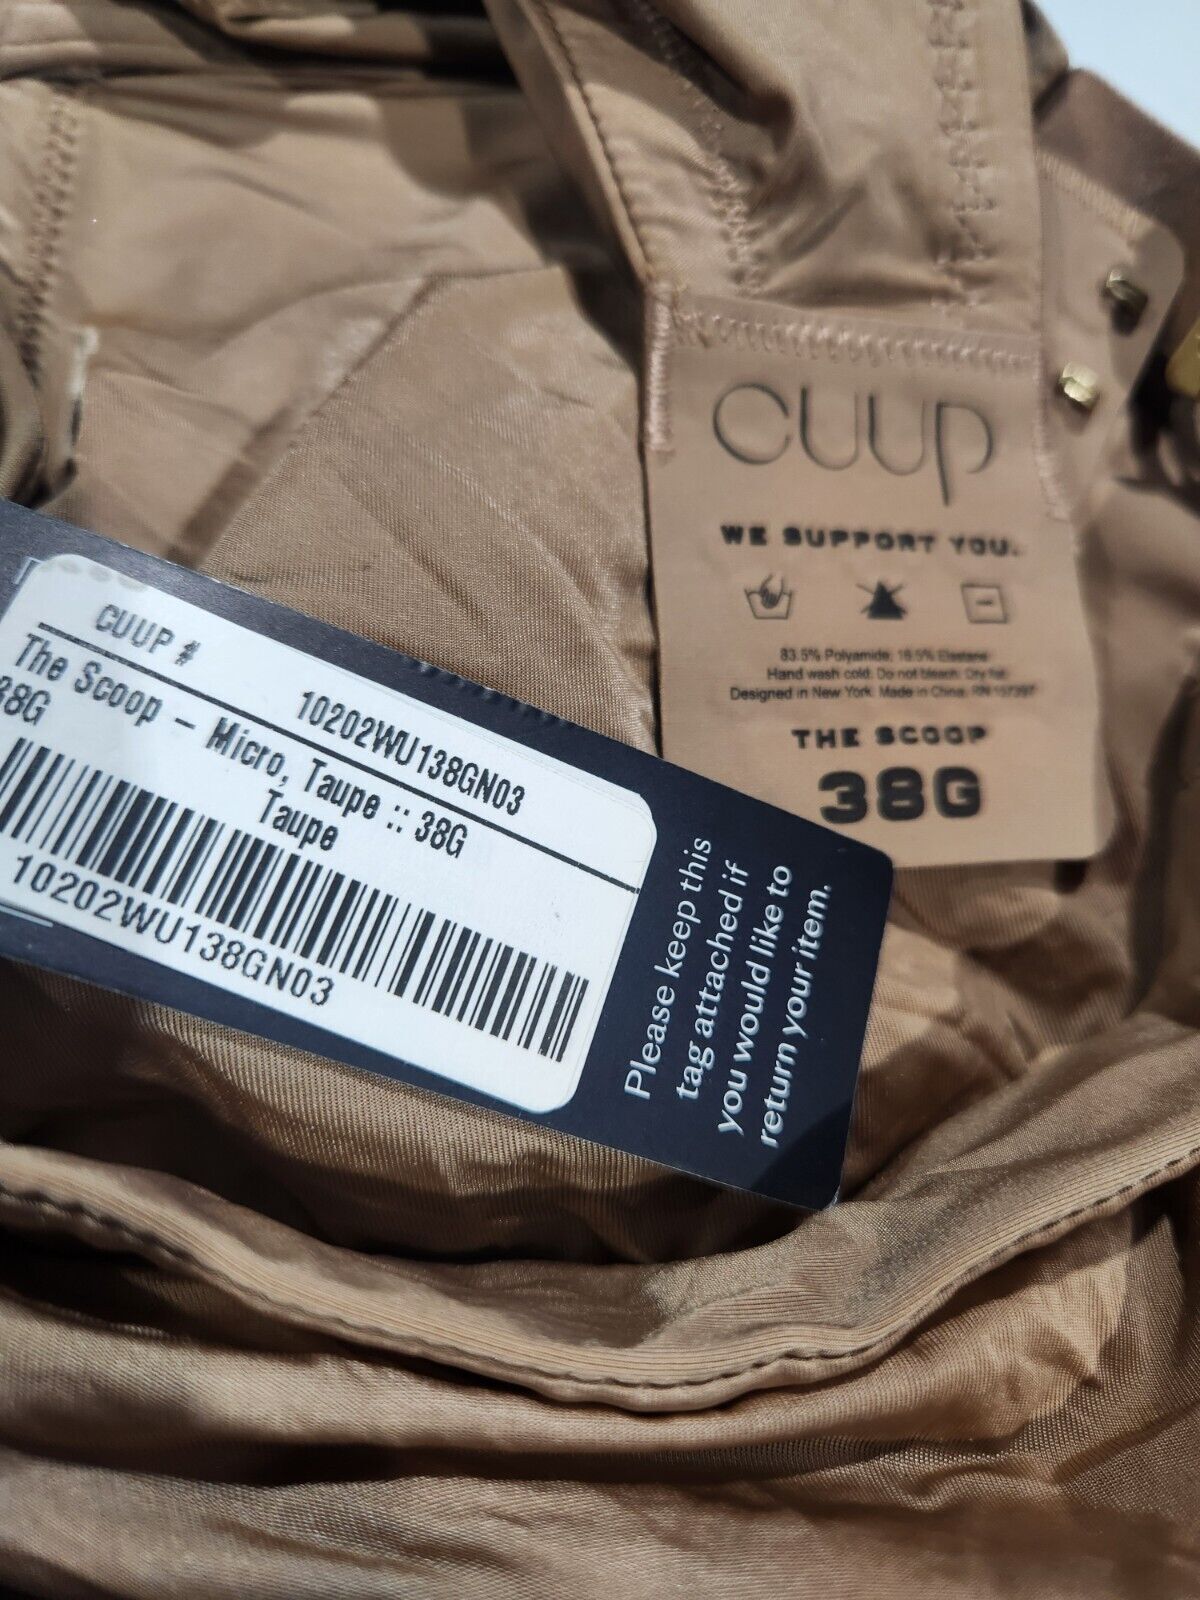 cuup
WE SUPPORT YOU.
83.5% Polyamide; 16.5% Elastane
Hand wash cold. Do not bleach. Dry flat
Designed in New York. Made in China. RN 157397
THE SCOOP
38G
CUUP #
10202WU138GN03
The Scoop – Micro, Taupe :: 38G
38G
Taupe
10202WU138GN03
Please keep this
tag attached if
you would like to
return your item.